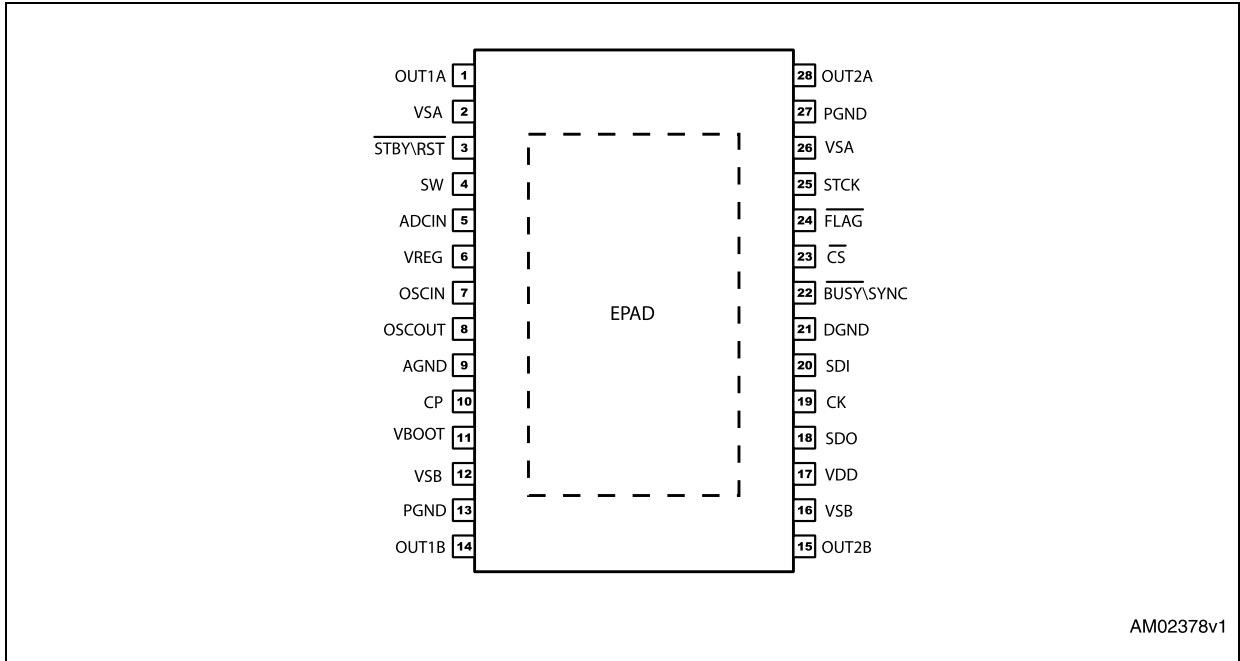 OUT1A 1 28 OUT2A
VSA 2 27 PGND
STBY\RST 3 26 VSA
SW 4 25 STCK
ADCIN 5 24 FLAG
VREG 6 23 CS
OSCIN 7 22 BUSY\SYNC
EPAD
OSCOUT 8 21 DGND
AGND 9 20 SDI
CP 10 19 CK
VBOOT 11 18 SDO
VSB 12 17 VDD
PGND 13 16 VSB
OUT1B 14 15 OUT2B
AM02378v1